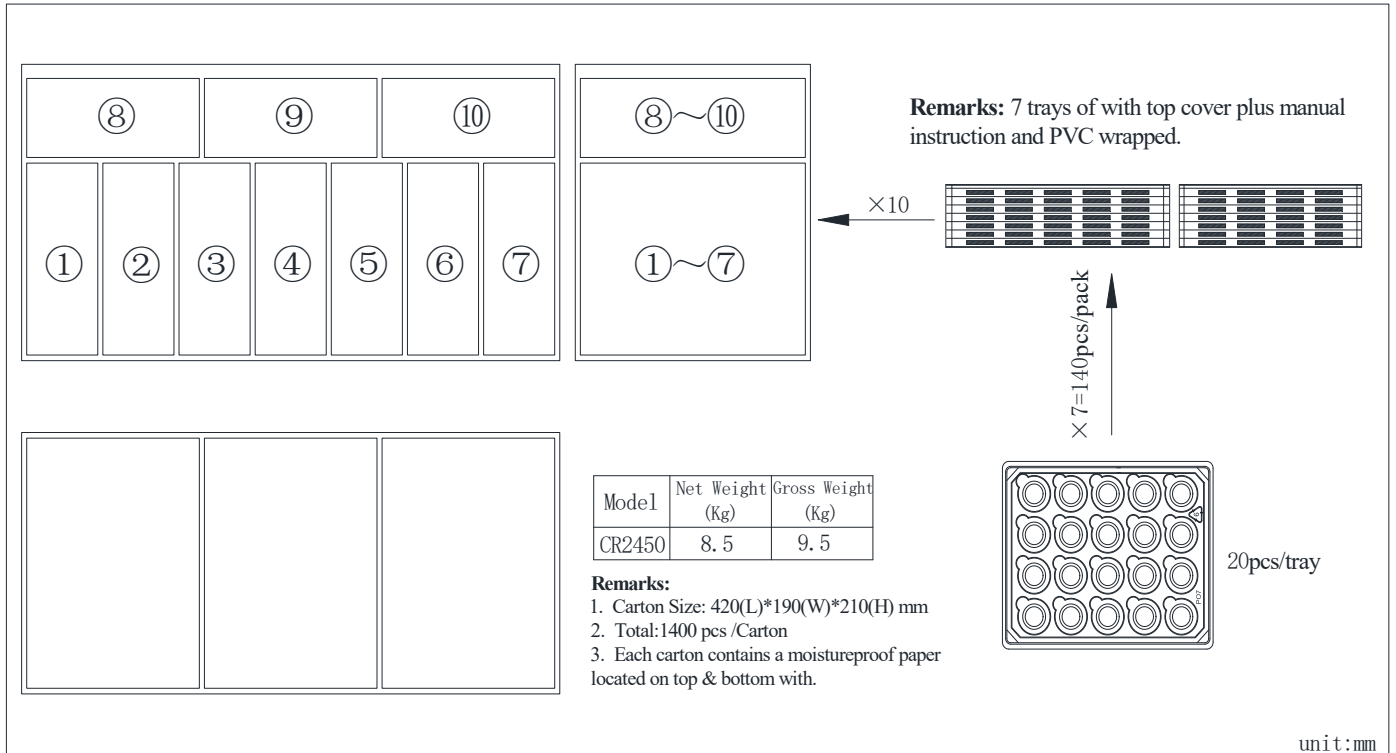 ⑧ ⑨ ⑩
① ② ③ ④ ⑤ ⑥ ⑦
⑧～⑩
①～⑦
×10
Remarks: 7 trays of with top cover plus manual
instruction and PVC wrapped.
× 7=140pcs/pack
20pcs/tray
6
PO7
Model Net Weight (Kg) Gross Weight (Kg)
CR2450 8.5 9.5
Remarks:
1. Carton Size: 420(L)*190(W)*210(H) mm
2. Total:1400 pcs /Carton
3. Each carton contains a moistureproof paper
located on top & bottom with.
unit:mm